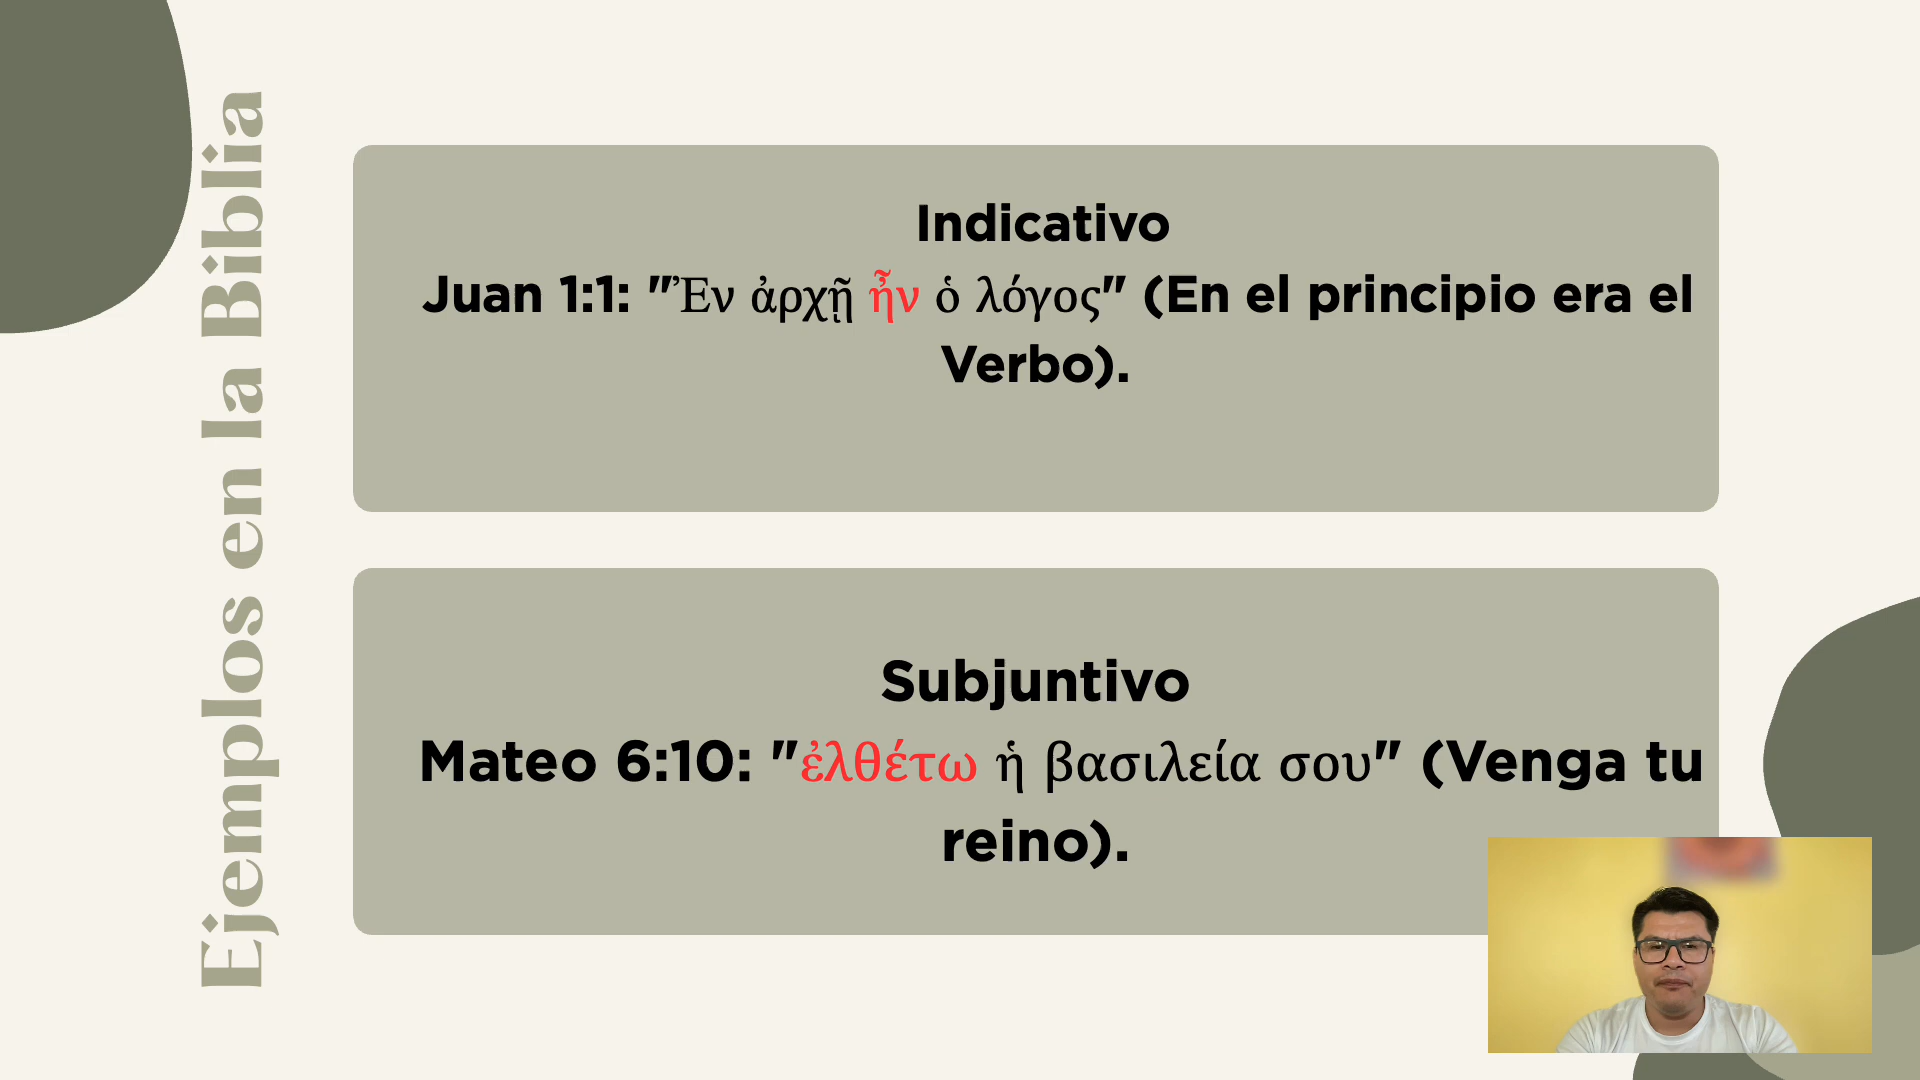 Ejemplos en la Biblia
Indicativo
Juan 1:1: "Ἐν ἀρχῇ ἦν ὁ λόγος" (En el principio era el
Verbo).
Subjuntivo
Mateo 6:10: "ἐλθέτω ἡ βασιλεία σου" (Venga tu
reino).